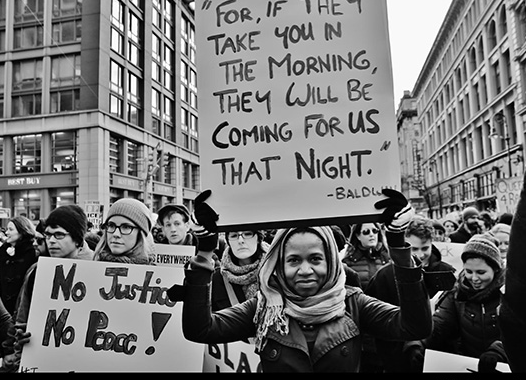 "FOR, IF THEY
TAKE YOU IN
THE MORNING,
THEY WILL BE
COMING FOR US
THAT NIGHT."
-BALDWIN
BEST BUY
No Justice
No Peace!
EVERYWHERE